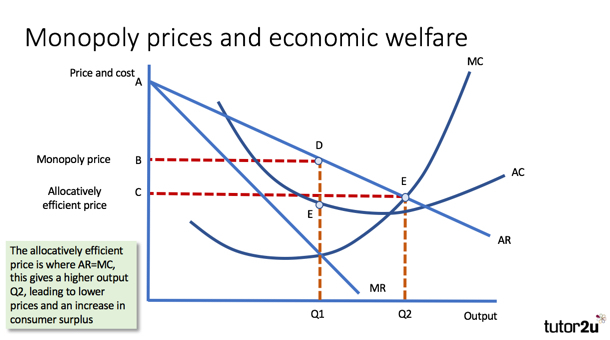 Monopoly prices and economic welfare
MC
Price and cost
A
D
Monopoly price
B
AC
E
Allocatively
efficient price
C
E
AR
The allocatively efficient
price is where AR=MC,
this gives a higher output
Q2, leading to lower
prices and an increase in
consumer surplus
MR
Q1
Q2
Output
tutor2u